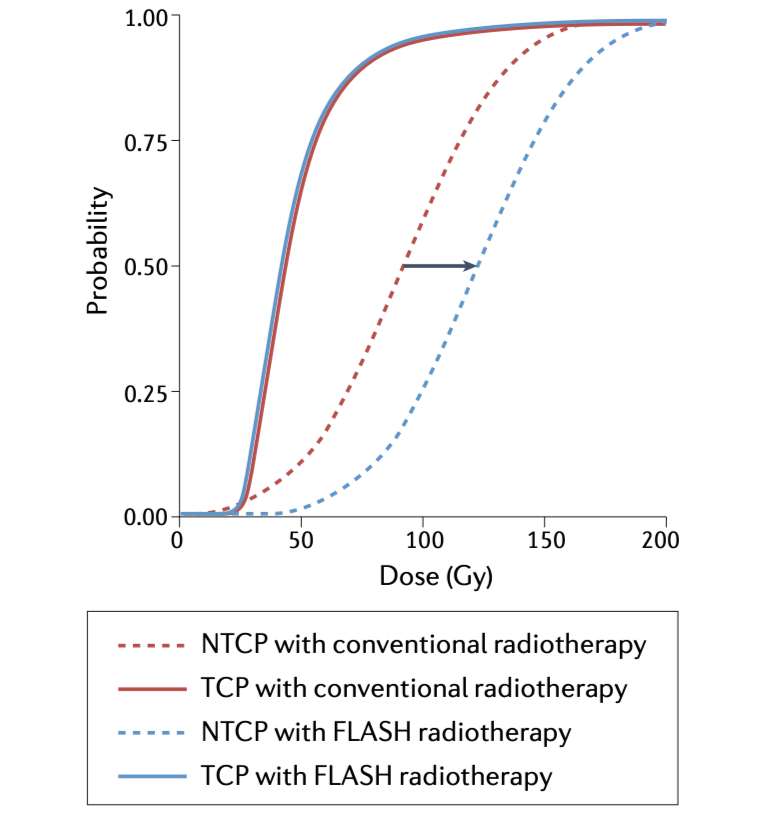 1.00
0.75
0.50
0.25
0.00
Probability
0 50 100 150 200
Dose (Gy)
NTCP with conventional radiotherapy
TCP with conventional radiotherapy
NTCP with FLASH radiotherapy
TCP with FLASH radiotherapy